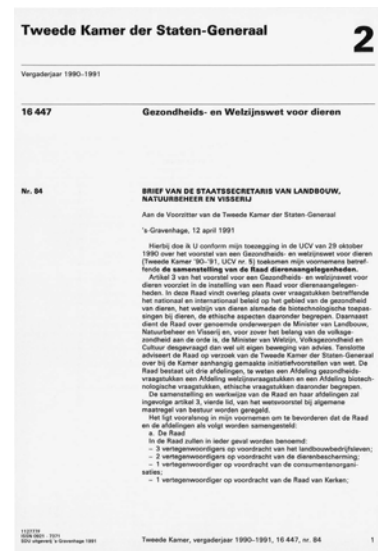 Tweede Kamer der Staten-Generaal
2
Vergaderjaar 1990-1991
16 447
Gezondheids- en Welzijnswet voor dieren
Nr. 84
BRIEF VAN DE STAATSSECRETARIS VAN LANDBOUW,
NATUURBEHEER EN VISSERIJ
Aan de Voorzitter van de Tweede Kamer der Staten-Generaal
's-Gravenhage, 12 april 1991
Hierbij doe ik U conform mijn toezegging in de UCV van 29 oktober
1990 over het voorstel van een Gezondheids- en welzijnswet voor dieren
(Tweede Kamer '90-'91, UCV nr. 5) toekomen mijn voornemens betref-
fende de samenstelling van de Raad dierenaangelegenheden.
Artikel 3 van het voorstel voor een Gezondheids- en welzijnswet voor
dieren voorziet in de instelling van een Raad voor dierenaangelegen-
heden. In deze Raad vindt overleg plaats over vraagstukken betreffende
het nationaal en internationaal beleid op het gebied van de gezondheid
van dieren, het welzijn van dieren alsmede de biotechnologische toepas-
singen bij dieren, de ethische aspecten daaronder begrepen. Daarnaast
dient de Raad over genoemde onderwerpen de Minister van Landbouw,
Natuurbeheer en Visserij en, voor zover het belang van de volksge-
zondheid aan de orde is, de Minister van Welzijn, Volksgezondheid en
Cultuur desgevraagd dan wel uit eigen beweging van advies. Tenslotte
adviseert de Raad op verzoek van de Tweede Kamer der Staten-Generaal
over bij de Kamer aanhangig gemaakte initiatiefvoorstellen van wet. De
Raad bestaat uit drie afdelingen, te weten een Afdeling gezondheids-
vraagstukken een Afdeling welzijnsvraagstukken en een Afdeling biotech-
nologische vraagstukken, ethische vraagstukken daaronder begrepen.
De samenstelling en werkwijze van de Raad en haar afdelingen zal
ingevolge artikel 3, vierde lid, van het wetsvoorstel bij algemene
maatregel van bestuur worden geregeld.
Het ligt vooralsnog in mijn voornemen om te bevorderen dat de Raad
en de afdelingen als volgt worden samengesteld:
a. De Raad
In de Raad zullen in ieder geval worden benoemd:
– 3 vertegenwoordigers op voordracht van het landbouwbedrijfsleven;
– 2 vertegenwoordigers op voordracht van de dierenbescherming;
– 1 vertegenwoordiger op voordracht van de consumentenorgani-
saties;
– 1 vertegenwoordiger op voordracht van de Raad van Kerken;
ISSN 0921 - 7371
SDU uitgeverij 's-Gravenhage 1991
Tweede Kamer, vergaderjaar 1990-1991, 16 447, nr. 84
1